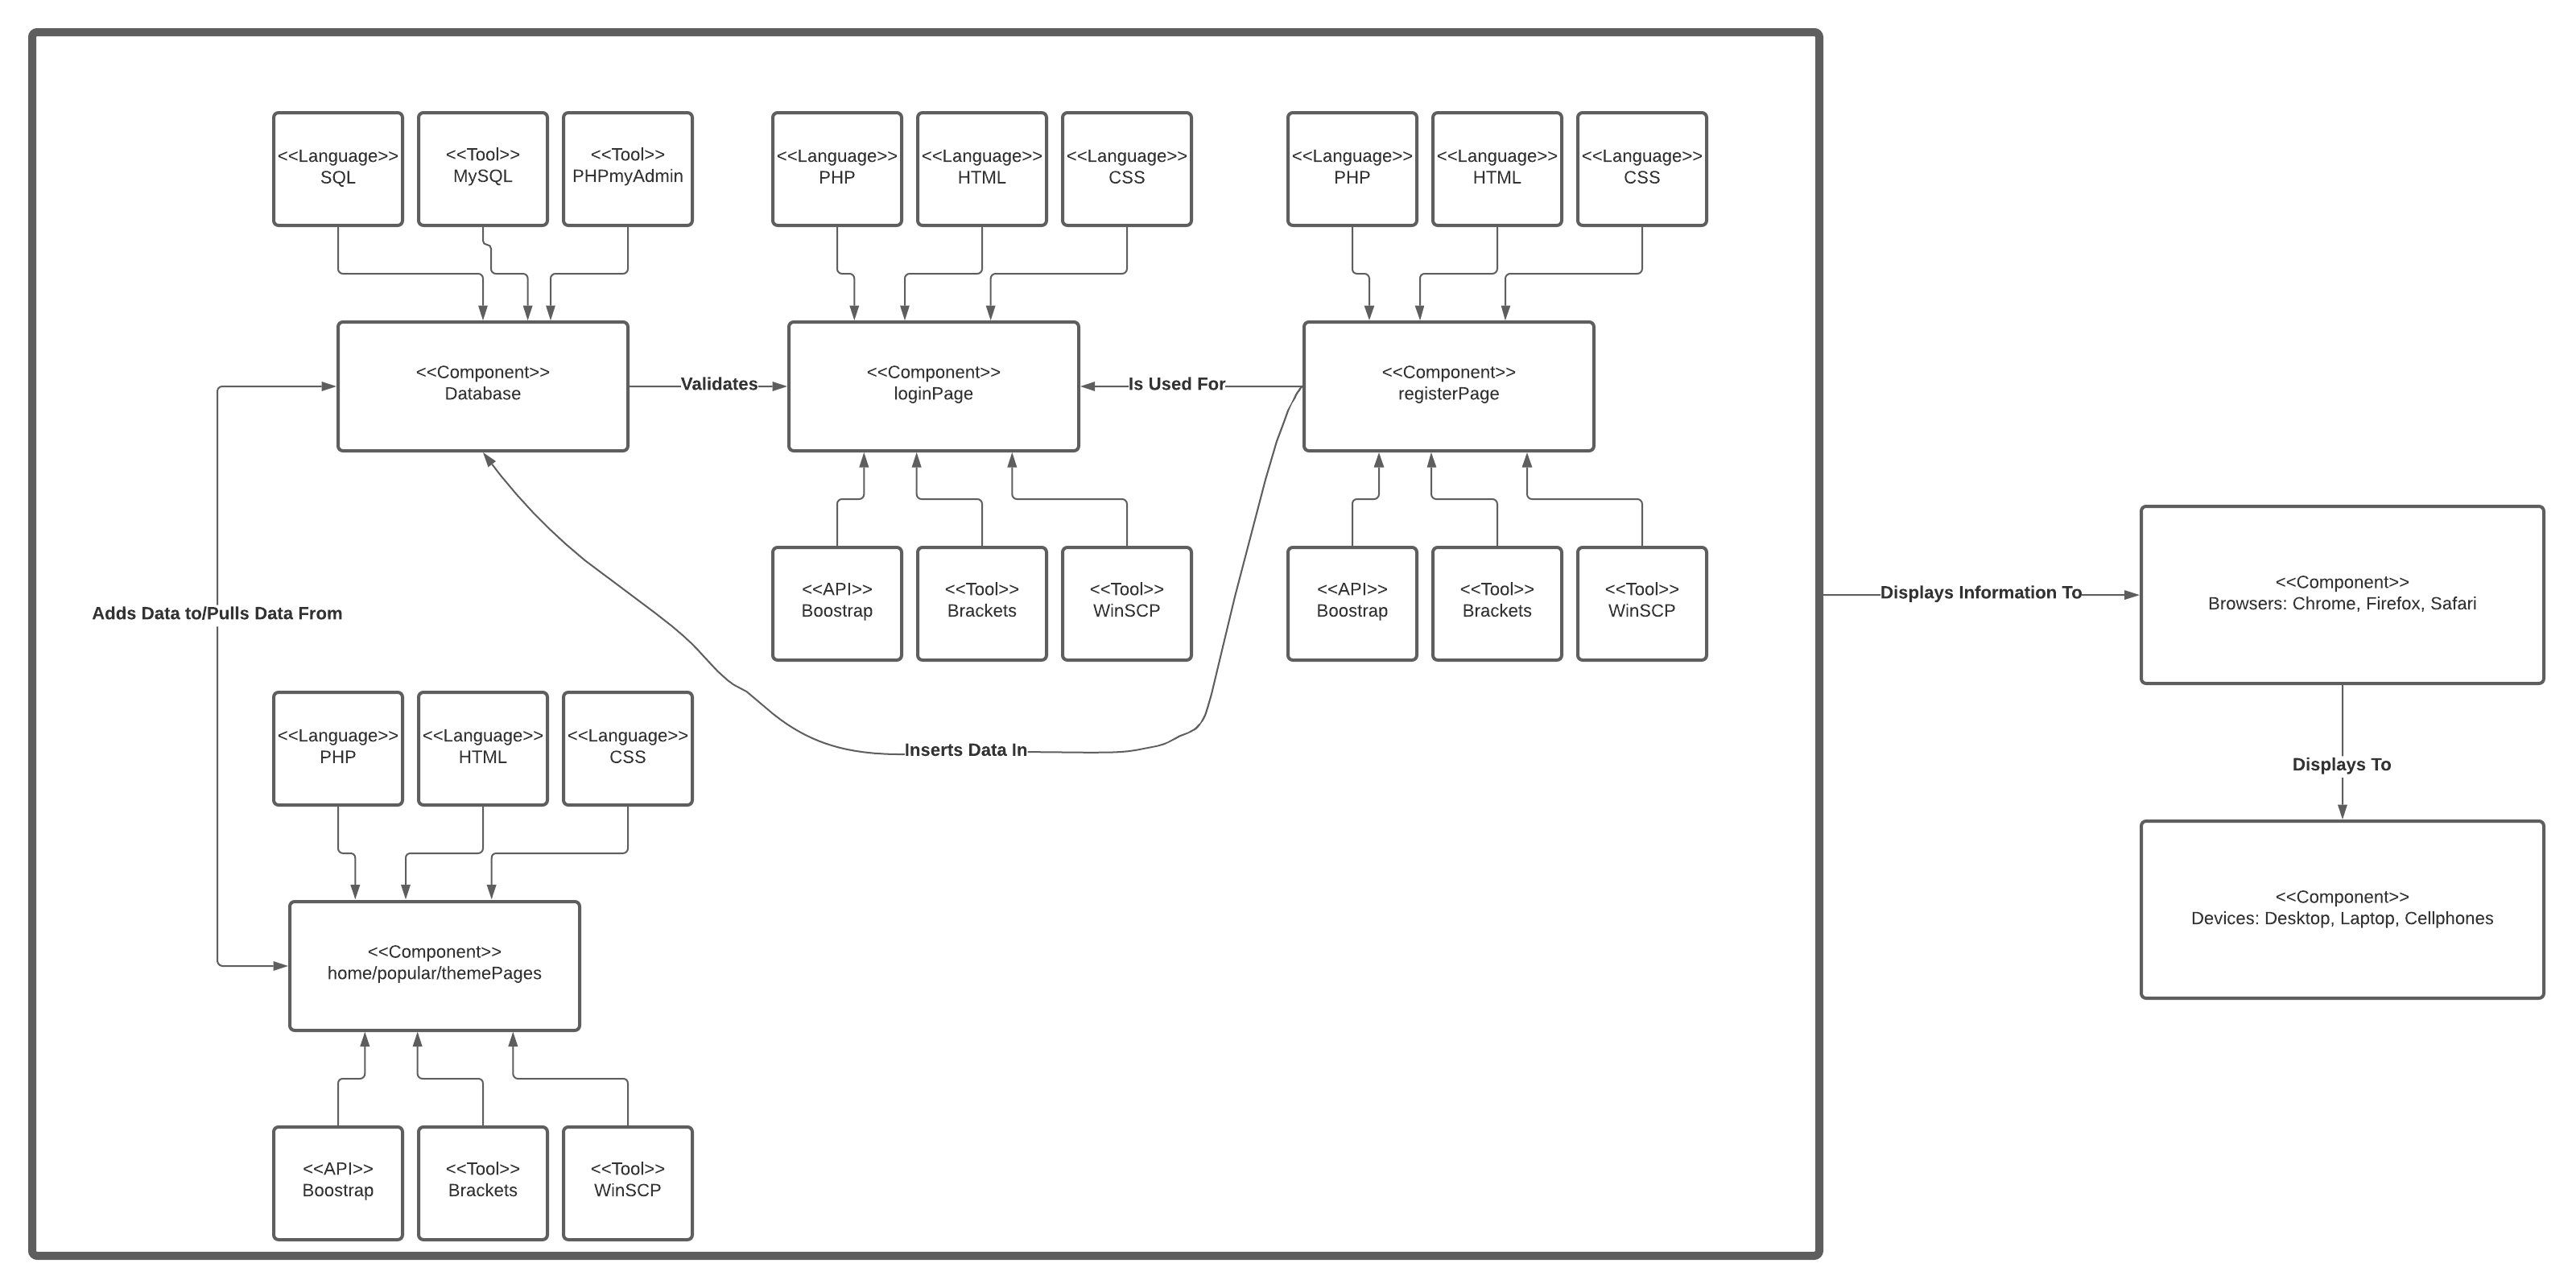 <<Language>>
SQL
<<Tool>>
MySQL
<<Tool>>
PHPmyAdmin
<<Language>>
PHP
<<Language>>
HTML
<<Language>>
CSS
<<Language>>
PHP
<<Language>>
HTML
<<Language>>
CSS
<<Component>>
Database
Validates
<<Component>>
loginPage
Is Used For
<<Component>>
registerPage
<<API>>
Boostrap
<<Tool>>
Brackets
<<Tool>>
WinSCP
<<API>>
Boostrap
<<Tool>>
Brackets
<<Tool>>
WinSCP
Adds Data to/Pulls Data From
Displays Information To
<<Component>>
Browsers: Chrome, Firefox, Safari
<<Language>>
PHP
<<Language>>
HTML
<<Language>>
CSS
Inserts Data In
Displays To
<<Component>>
home/popular/themePages
<<Component>>
Devices: Desktop, Laptop, Cellphones
<<API>>
Boostrap
<<Tool>>
Brackets
<<Tool>>
WinSCP